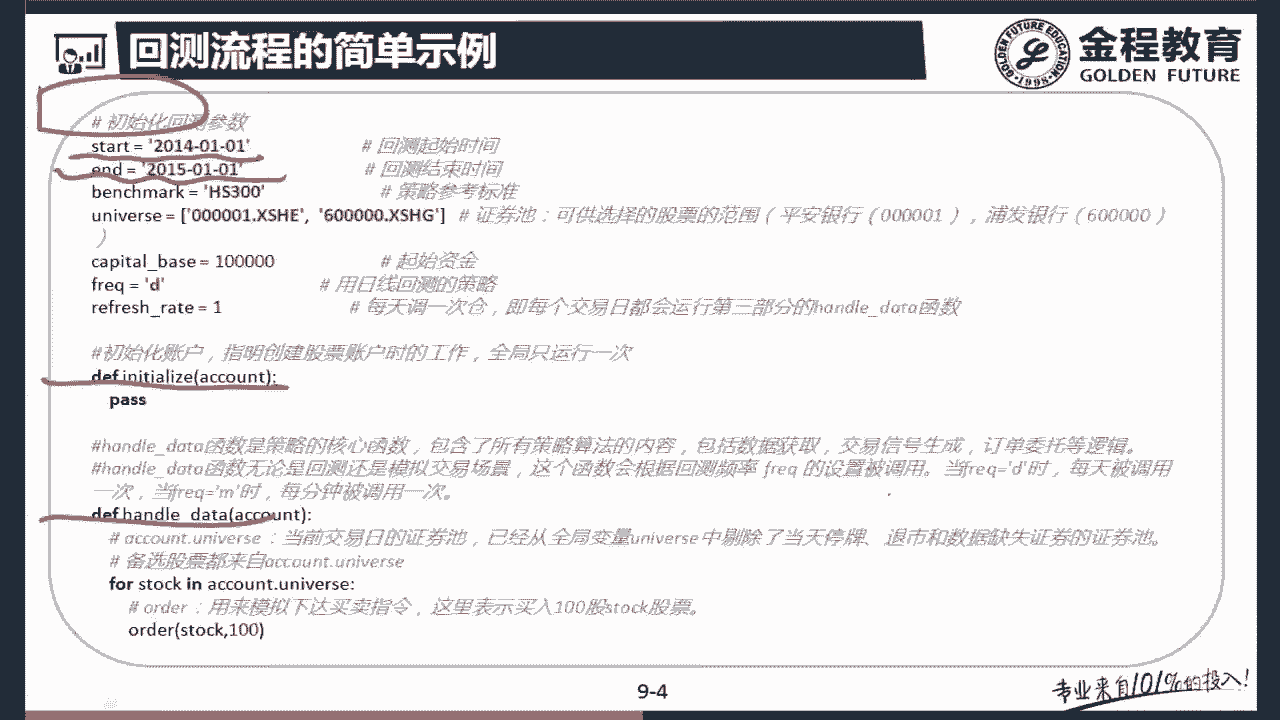 回测流程的简单示例
金程教育
GOLDEN FUTURE
GOLDEN FUTURE EDUCATION
# 初始化回测参数
start = '2014-01-01' # 回测起始时间
end = '2015-01-01' # 回测结束时间
benchmark = 'HS300' # 策略参考标准
universe = ['000001.XSHE', '600000.XSHG'] # 证券池：可供选择的股票的范围（平安银行（000001），浦发银行（600000）
）
capital_base = 100000 # 起始资金
freq = 'd' # 用日线回测的策略
refresh_rate = 1 # 每天调一次仓，即每个交易日都会运行第三部分的handle_data函数
#初始化账户，指明创建股票账户时的工作，全局只运行一次
def initialize(account):
pass
#handle_data函数是策略的核心函数，包含了所有策略算法的内容，包括数据获取，交易信号生成，订单委托等逻辑。
#handle_data函数无论是回测还是模拟交易场景，这个函数会根据回测频率 freq 的设置被调用。当freq='d'时，每天被调用
一次，当freq='m'时，每分钟被调用一次。
def handle_data(account):
# account.universe：当前交易日的证券池，已经从全局变量universe中剔除了当天停牌、退市和数据缺失证券的证券池。
# 备选股票都来自account.universe
for stock in account.universe:
# order：用来模拟下达买卖指令，这里表示买入100股stock股票。
order(stock,100)
9-4
专业来自101%的投入!